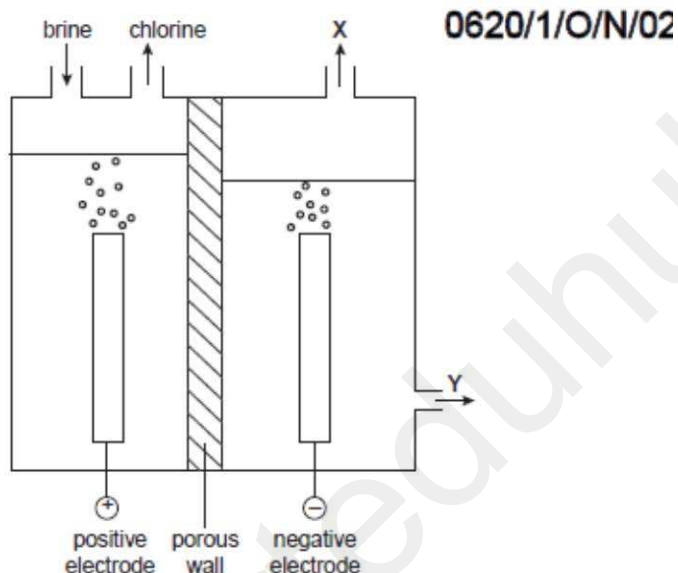 0620/1/O/N/02
brine chlorine X
Y
+ −
positive electrode
porous wall
negative electrode